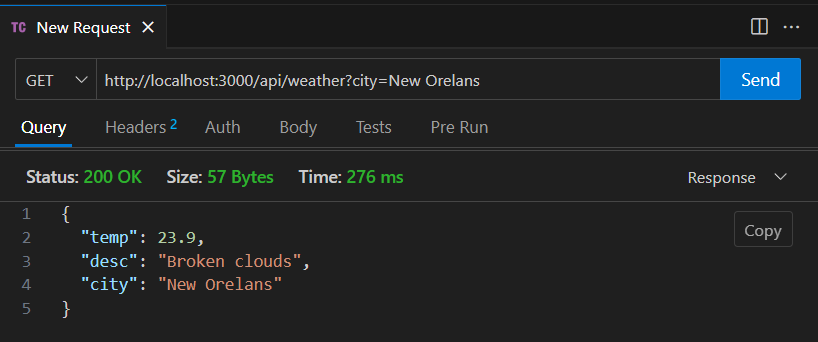 TC New Request
GET http://localhost:3000/api/weather?city=New Orelans Send
Query Headers 2 Auth Body Tests Pre Run
Status: 200 OK Size: 57 Bytes Time: 276 ms Response
1 {
2 "temp": 23.9,
3 "desc": "Broken clouds",
4 "city": "New Orelans"
5 }
Copy